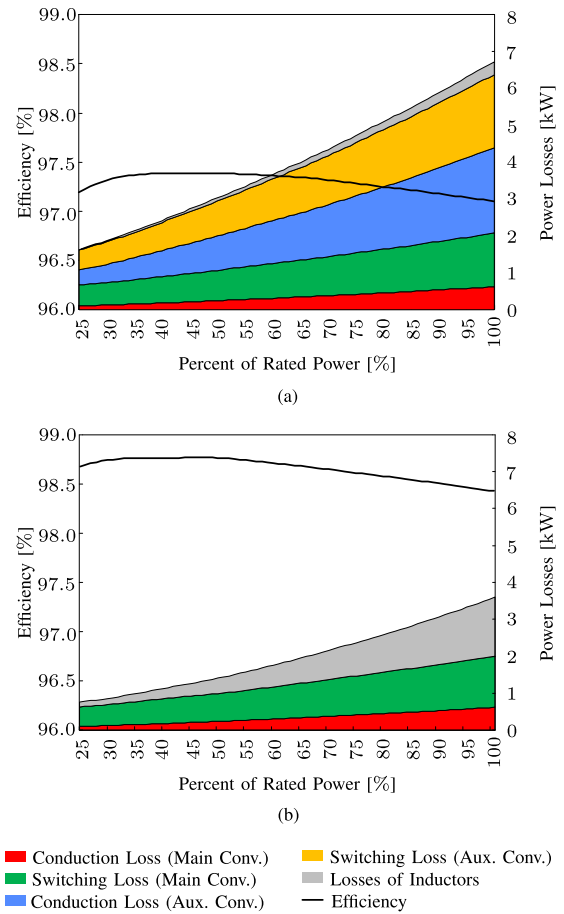 99.0
98.5
98.0
97.5
97.0
96.5
96.0
Efficiency [%]
8
7
6
5
4
3
2
1
0
Power Losses [kW]
25 30 35 40 45 50 55 60 65 70 75 80 85 90 95 100
Percent of Rated Power [%]
(a)
99.0
98.5
98.0
97.5
97.0
96.5
96.0
Efficiency [%]
8
7
6
5
4
3
2
1
0
Power Losses [kW]
25 30 35 40 45 50 55 60 65 70 75 80 85 90 95 100
Percent of Rated Power [%]
(b)
Conduction Loss (Main Conv.)
Switching Loss (Main Conv.)
Conduction Loss (Aux. Conv.)
Switching Loss (Aux. Conv.)
Losses of Inductors
Efficiency